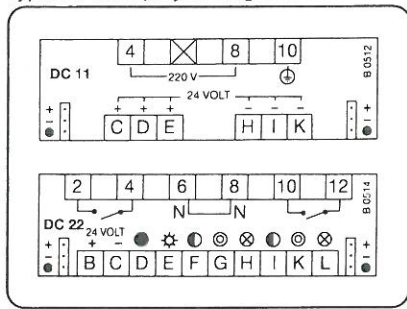 4 8 10
DC 11
220 V
B 0512
24 VOLT
+ + + + - - - +
- -
C D E H I K
2 4 6 8 10 12
DC 22
N N
B 0514
24 VOLT
+ + - +
- -
B C D E F G H I K L